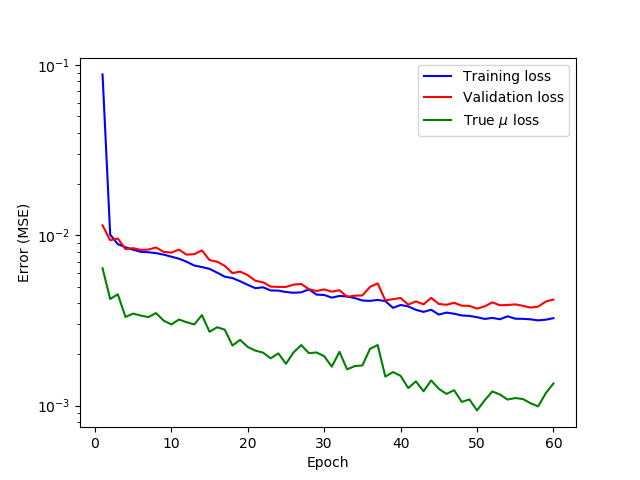 Training loss
Validation loss
True μ loss
Error (MSE)
10⁻¹
10⁻²
10⁻³
0 10 20 30 40 50 60
Epoch